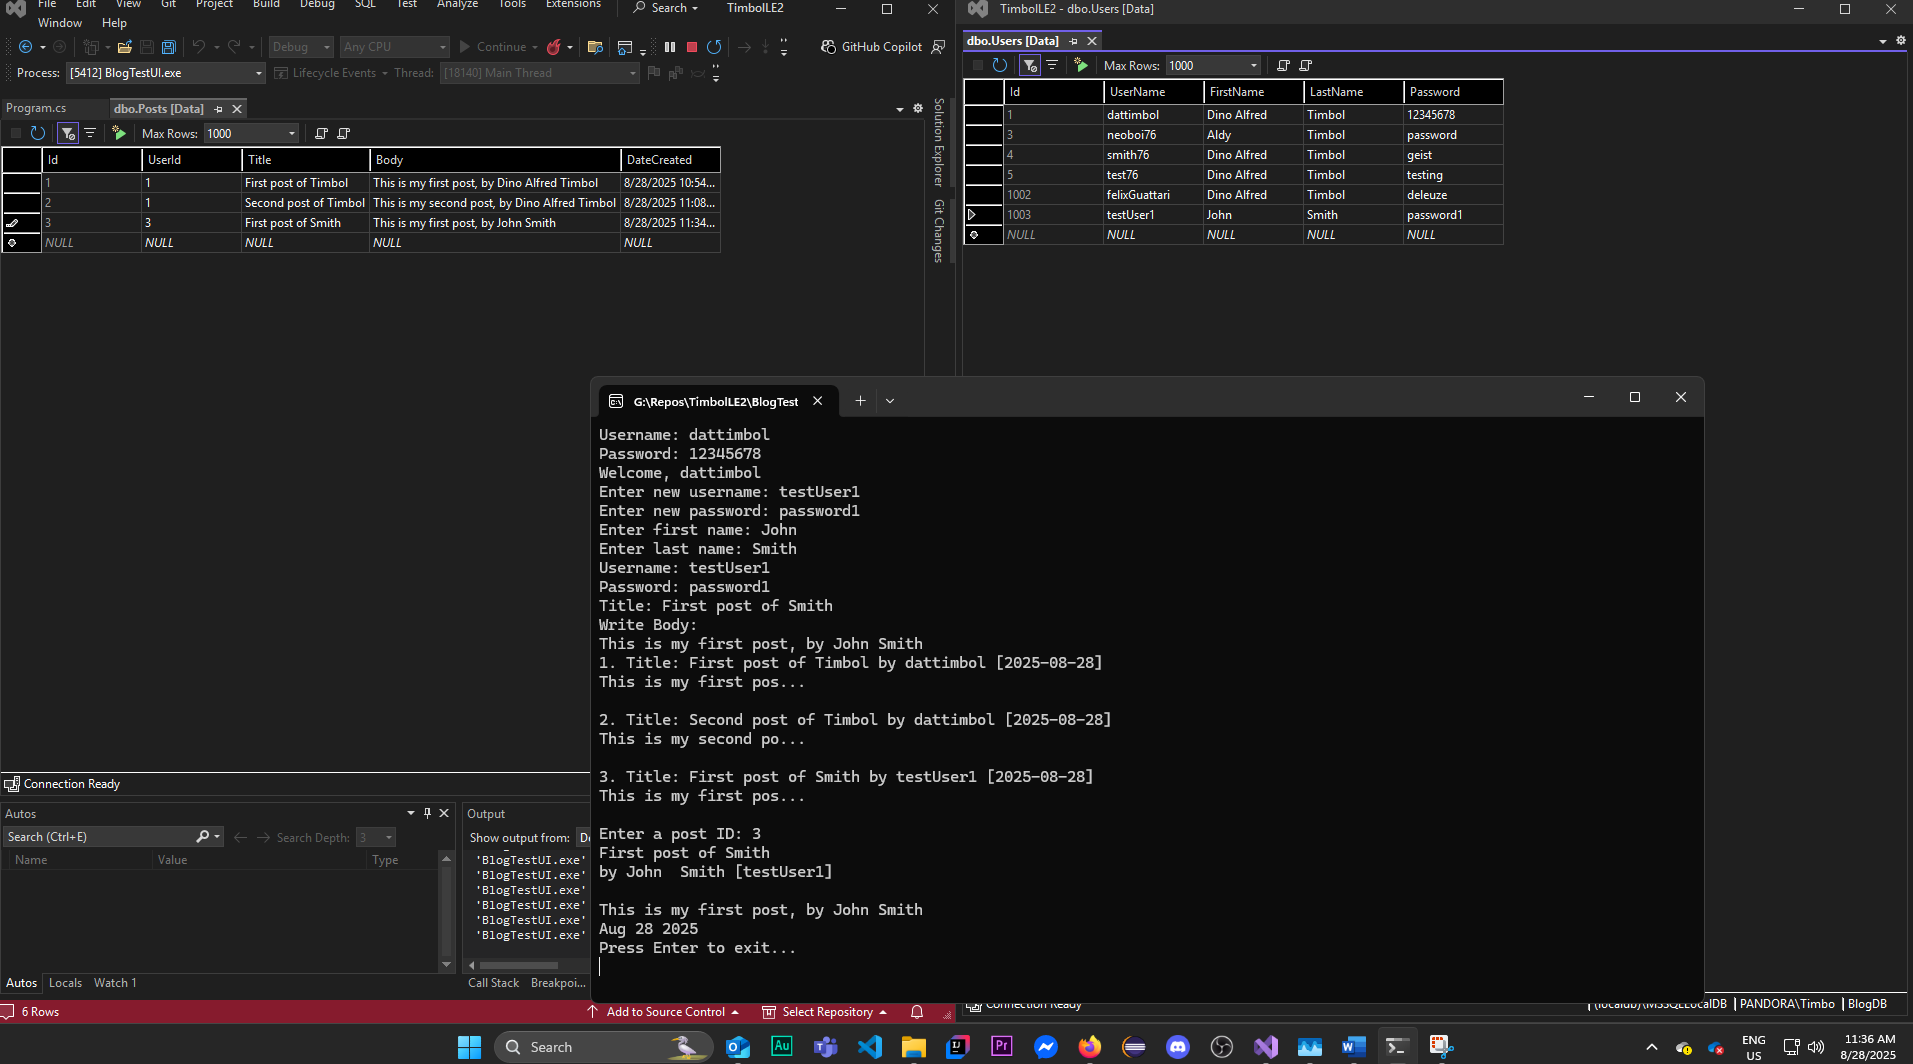 File Edit View Git Project Build Debug SQL Test Analyze Tools Extensions Search TimbolLE2
Window Help
Debug Any CPU Continue GitHub Copilot
Process: [5412] BlogTestUI.exe Lifecycle Events Thread: [18140] Main Thread
Program.cs dbo.Posts [Data]
Max Rows: 1000
Id UserId Title Body DateCreated
1 1 First post of Timbol This is my first post, by Dino Alfred Timbol 8/28/2025 10:54...
2 1 Second post of Timbol This is my second post, by Dino Alfred Timbol 8/28/2025 11:08...
3 3 First post of Smith This is my first post, by John Smith 8/28/2025 11:34...
NULL NULL NULL NULL NULL
Solution Explorer
Git Changes
TimbolLE2 - dbo.Users [Data]
dbo.Users [Data]
Max Rows: 1000
Id UserName FirstName LastName Password
1 dattimbol Dino Alfred Timbol 12345678
3 neoboi76 Aldy Timbol password
4 smith76 Dino Alfred Timbol geist
5 test76 Dino Alfred Timbol testing
1002 felixGuattari Dino Alfred Timbol deleuze
1003 testUser1 John Smith password1
NULL NULL NULL NULL NULL
G:\Repos\TimbolLE2\BlogTest
Username: dattimbol
Password: 12345678
Welcome, dattimbol
Enter new username: testUser1
Enter new password: password1
Enter first name: John
Enter last name: Smith
Username: testUser1
Password: password1
Title: First post of Smith
Write Body:
This is my first post, by John Smith
1. Title: First post of Timbol by dattimbol [2025-08-28]
This is my first pos...
2. Title: Second post of Timbol by dattimbol [2025-08-28]
This is my second po...
3. Title: First post of Smith by testUser1 [2025-08-28]
This is my first pos...
Enter a post ID: 3
First post of Smith
by John  Smith [testUser1]
This is my first post, by John Smith
Aug 28 2025
Press Enter to exit...
Connection Ready
Autos
Search (Ctrl+E) Search Depth: 3
Name Value Type
Autos Locals Watch 1
Output
Show output from: De
'BlogTestUI.exe'
'BlogTestUI.exe'
'BlogTestUI.exe'
'BlogTestUI.exe'
'BlogTestUI.exe'
'BlogTestUI.exe'
Call Stack Breakpoi...
6 Rows Add to Source Control Select Repository
Connection Ready (localdb)\MSSQLLocalDB PANDORA\Timbo BlogDB
Search
ENG
US
11:36 AM
8/28/2025